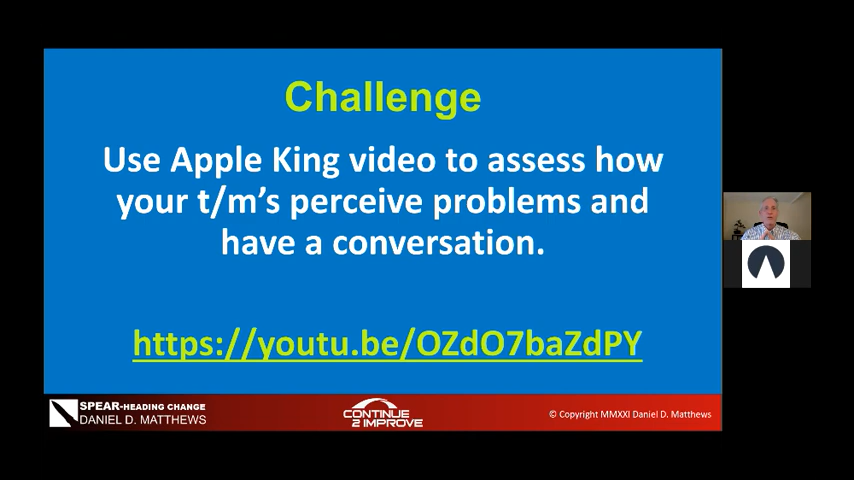 Challenge
Use Apple King video to assess how
your t/m's perceive problems and
have a conversation.
https://youtu.be/OZdO7baZdPY
SPEAR-HEADING CHANGE
DANIEL D. MATTHEWS
CONTINUE
2 IMPROVE
© Copyright MMXXI Daniel D. Matthews